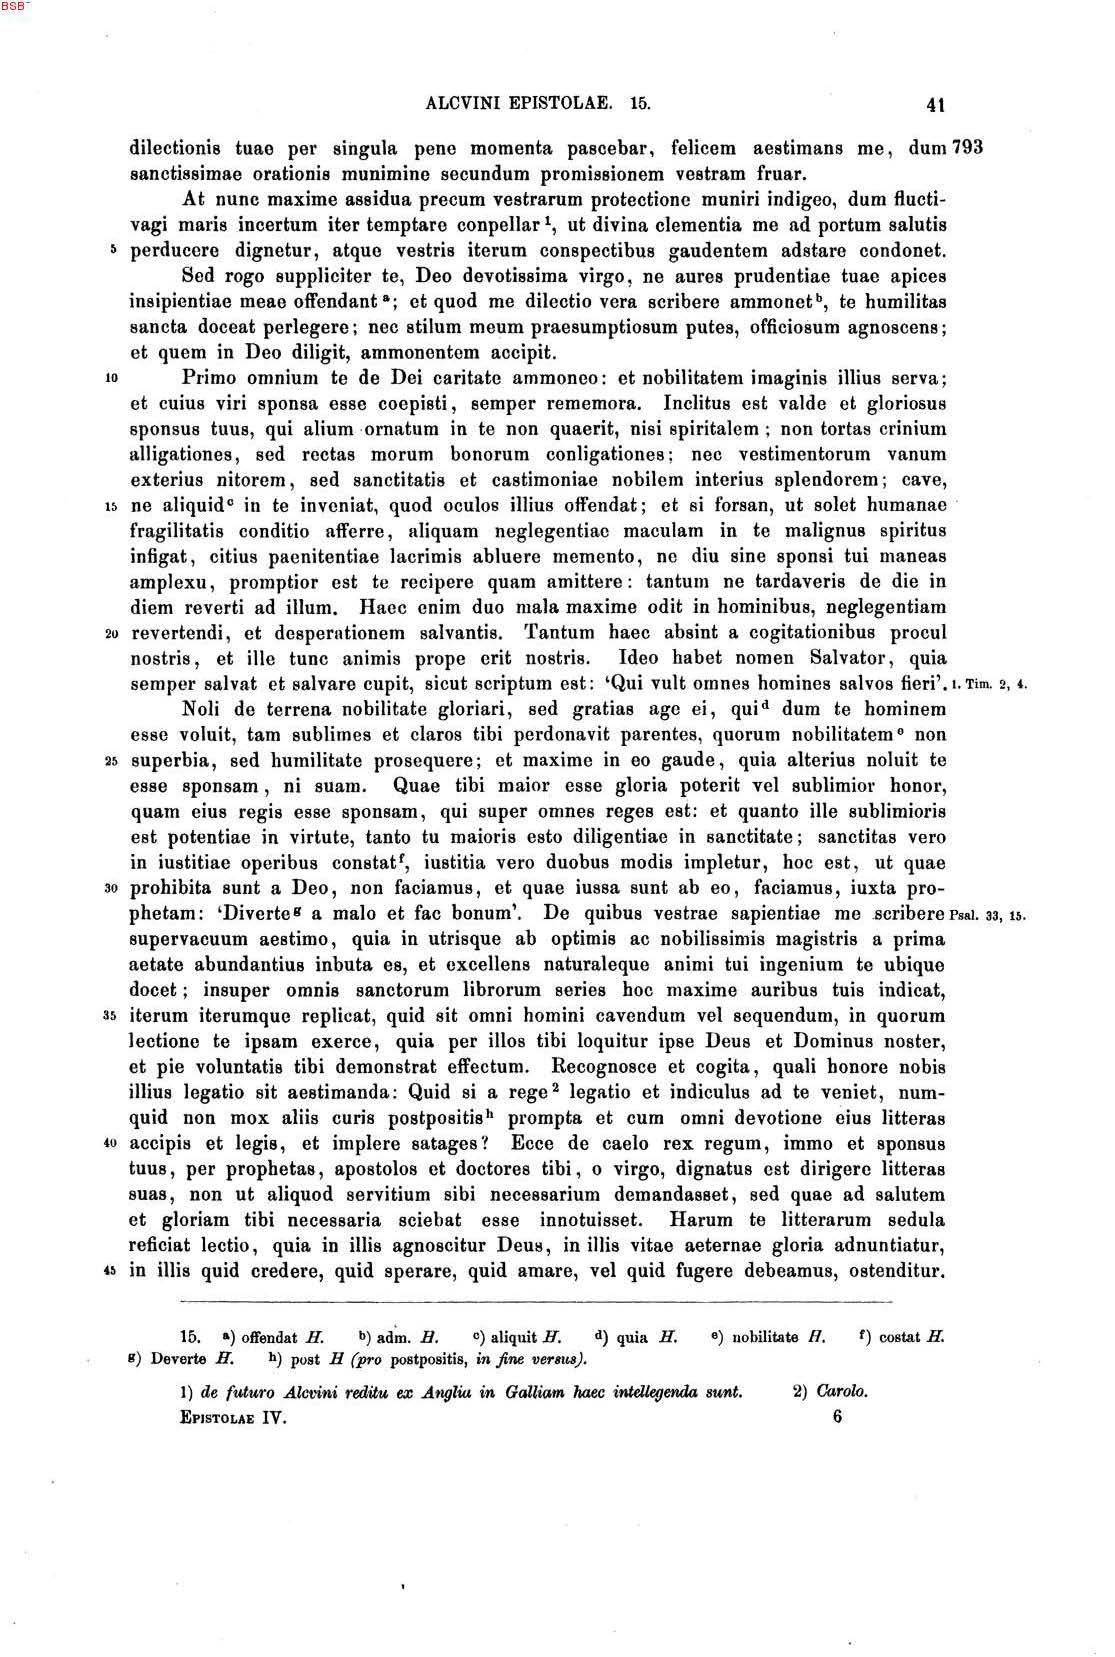 BSB
ALCVINI EPISTOLAE. 15. 41
dilectionis tuae per singula pene momenta pascebar, felicem aestimans me, dum 793
sanctissimae orationis munimine secundum promissionem vestram fruar.
At nunc maxime assidua precum vestrarum protectione muniri indigeo, dum flucti-
vagi maris incertum iter temptare conpellar¹, ut divina clementia me ad portum salutis
5 perducere dignetur, atque vestris iterum conspectibus gaudentem adstare condonet.
Sed rogo suppliciter te, Deo devotissima virgo, ne aures prudentiae tuae apices
insipientiae meae offendantᵃ; et quod me dilectio vera scribere ammonetᵇ, te humilitas
sancta doceat perlegere; nec stilum meum praesumptiosum putes, officiosum agnoscens;
et quem in Deo diligit, ammonentem accipit.
10 Primo omnium te de Dei caritate ammoneo: et nobilitatem imaginis illius serva;
et cuius viri sponsa esse coepisti, semper rememora. Inclitus est valde et gloriosus
sponsus tuus, qui alium ornatum in te non quaerit, nisi spiritalem; non tortas crinium
alligationes, sed rectas morum bonorum conligationes; nec vestimentorum vanum
exterius nitorem, sed sanctitatis et castimoniae nobilem interius splendorem; cave,
15 ne aliquidᶜ in te inveniat, quod oculos illius offendat; et si forsan, ut solet humanae
fragilitatis conditio afferre, aliquam neglegentiae maculam in te malignus spiritus
infigat, citius paenitentiae lacrimis abluere memento, ne diu sine sponsi tui maneas
amplexu, promptior est te recipere quam amittere: tantum ne tardaveris de die in
diem reverti ad illum. Haec enim duo mala maxime odit in hominibus, neglegentiam
20 revertendi, et desperationem salvantis. Tantum haec absint a cogitationibus procul
nostris, et ille tunc animis prope erit nostris. Ideo habet nomen Salvator, quia
semper salvat et salvare cupit, sicut scriptum est: ‘Qui vult omnes homines salvos fieri’. 1. Tim. 2, 4.
Noli de terrena nobilitate gloriari, sed gratias age ei, quiᵈ dum te hominem
esse voluit, tam sublimes et claros tibi perdonavit parentes, quorum nobilitatemᵉ non
25 superbia, sed humilitate prosequere; et maxime in eo gaude, quia alterius noluit te
esse sponsam, ni suam. Quae tibi maior esse gloria poterit vel sublimior honor,
quam eius regis esse sponsam, qui super omnes reges est: et quanto ille sublimioris
est potentiae in virtute, tanto tu maioris esto diligentiae in sanctitate; sanctitas vero
in iustitiae operibus constatᶠ, iustitia vero duobus modis impletur, hoc est, ut quae
30 prohibita sunt a Deo, non faciamus, et quae iussa sunt ab eo, faciamus, iuxta pro-
phetam: ‘Diverteᵍ a malo et fac bonum’. De quibus vestrae sapientiae me scribere Psal. 33, 15.
supervacuum aestimo, quia in utrisque ab optimis ac nobilissimis magistris a prima
aetate abundantius inbuta es, et excellens naturaleque animi tui ingenium te ubique
docet; insuper omnis sanctorum librorum series hoc maxime auribus tuis indicat,
35 iterum iterumque replicat, quid sit omni homini cavendum vel sequendum, in quorum
lectione te ipsam exerce, quia per illos tibi loquitur ipse Deus et Dominus noster,
et pie voluntatis tibi demonstrat effectum. Recognosce et cogita, quali honore nobis
illius legatio sit aestimanda: Quid si a rege² legatio et indiculus ad te veniet, num-
quid non mox aliis curis postpositisʰ prompta et cum omni devotione eius litteras
40 accipis et legis, et implere satages? Ecce de caelo rex regum, immo et sponsus
tuus, per prophetas, apostolos et doctores tibi, o virgo, dignatus est dirigere litteras
suas, non ut aliquod servitium sibi necessarium demandasset, sed quae ad salutem
et gloriam tibi necessaria sciebat esse innotuisset. Harum te litterarum sedula
reficiat lectio, quia in illis agnoscitur Deus, in illis vitae aeternae gloria adnuntiatur,
45 in illis quid credere, quid sperare, quid amare, vel quid fugere debeamus, ostenditur.
15. ᵃ) offendat H. ᵇ) adm. H. ᶜ) aliquit H. ᵈ) quia H. ᵉ) nobilitate H. ᶠ) costat H.
ᵍ) Deverte H. ʰ) post H (pro postpositis, in fine versus).
1) de futuro Alcvini reditu ex Anglia in Galliam haec intellegenda sunt. 2) Carolo.
EPISTOLAE IV. 6